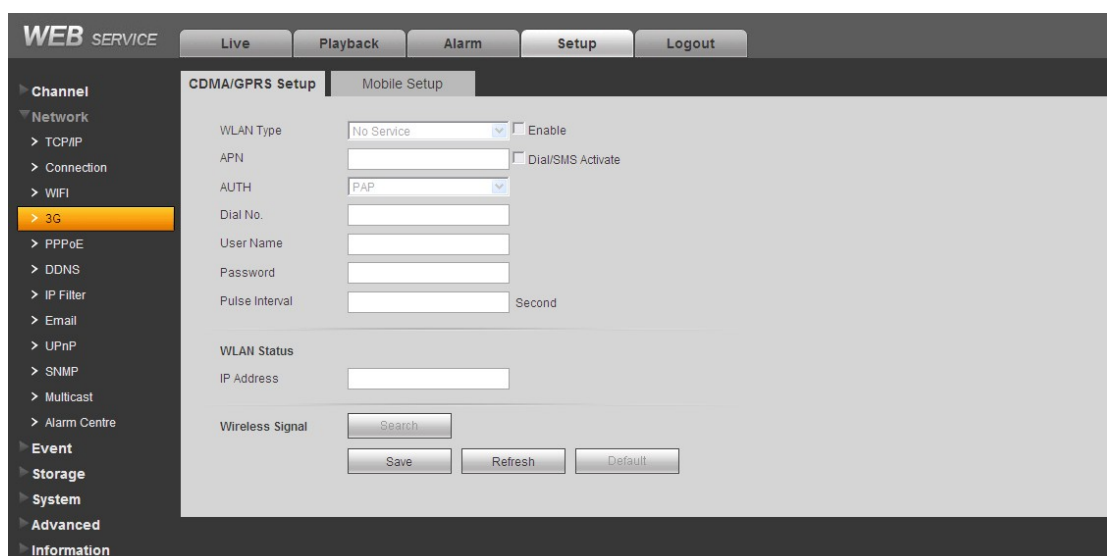 WEB SERVICE
Live Playback Alarm Setup Logout
Channel
Network
> TCP/IP
> Connection
> WIFI
> 3G
> PPPoE
> DDNS
> IP Filter
> Email
> UPnP
> SNMP
> Multicast
> Alarm Centre
Event
Storage
System
Advanced
Information
CDMA/GPRS Setup Mobile Setup
WLAN Type No Service Enable
APN Dial/SMS Activate
AUTH PAP
Dial No.
User Name
Password
Pulse Interval Second
WLAN Status
IP Address
Wireless Signal Search
Save Refresh Default